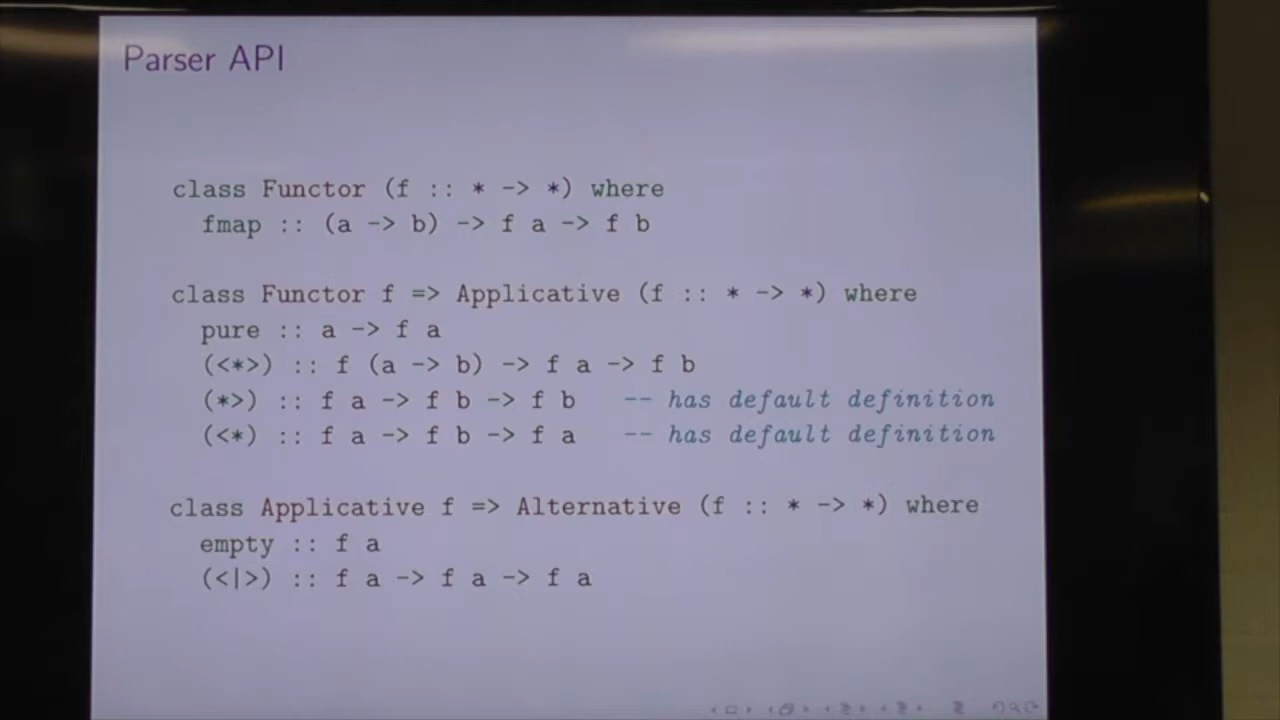 Parser API
class Functor (f :: * -> *) where
  fmap :: (a -> b) -> f a -> f b
class Functor f => Applicative (f :: * -> *) where
  pure :: a -> f a
  (<*>) :: f (a -> b) -> f a -> f b
  (*>) :: f a -> f b -> f b   -- has default definition
  (<*) :: f a -> f b -> f a   -- has default definition
class Applicative f => Alternative (f :: * -> *) where
  empty :: f a
  (<|>) :: f a -> f a -> f a